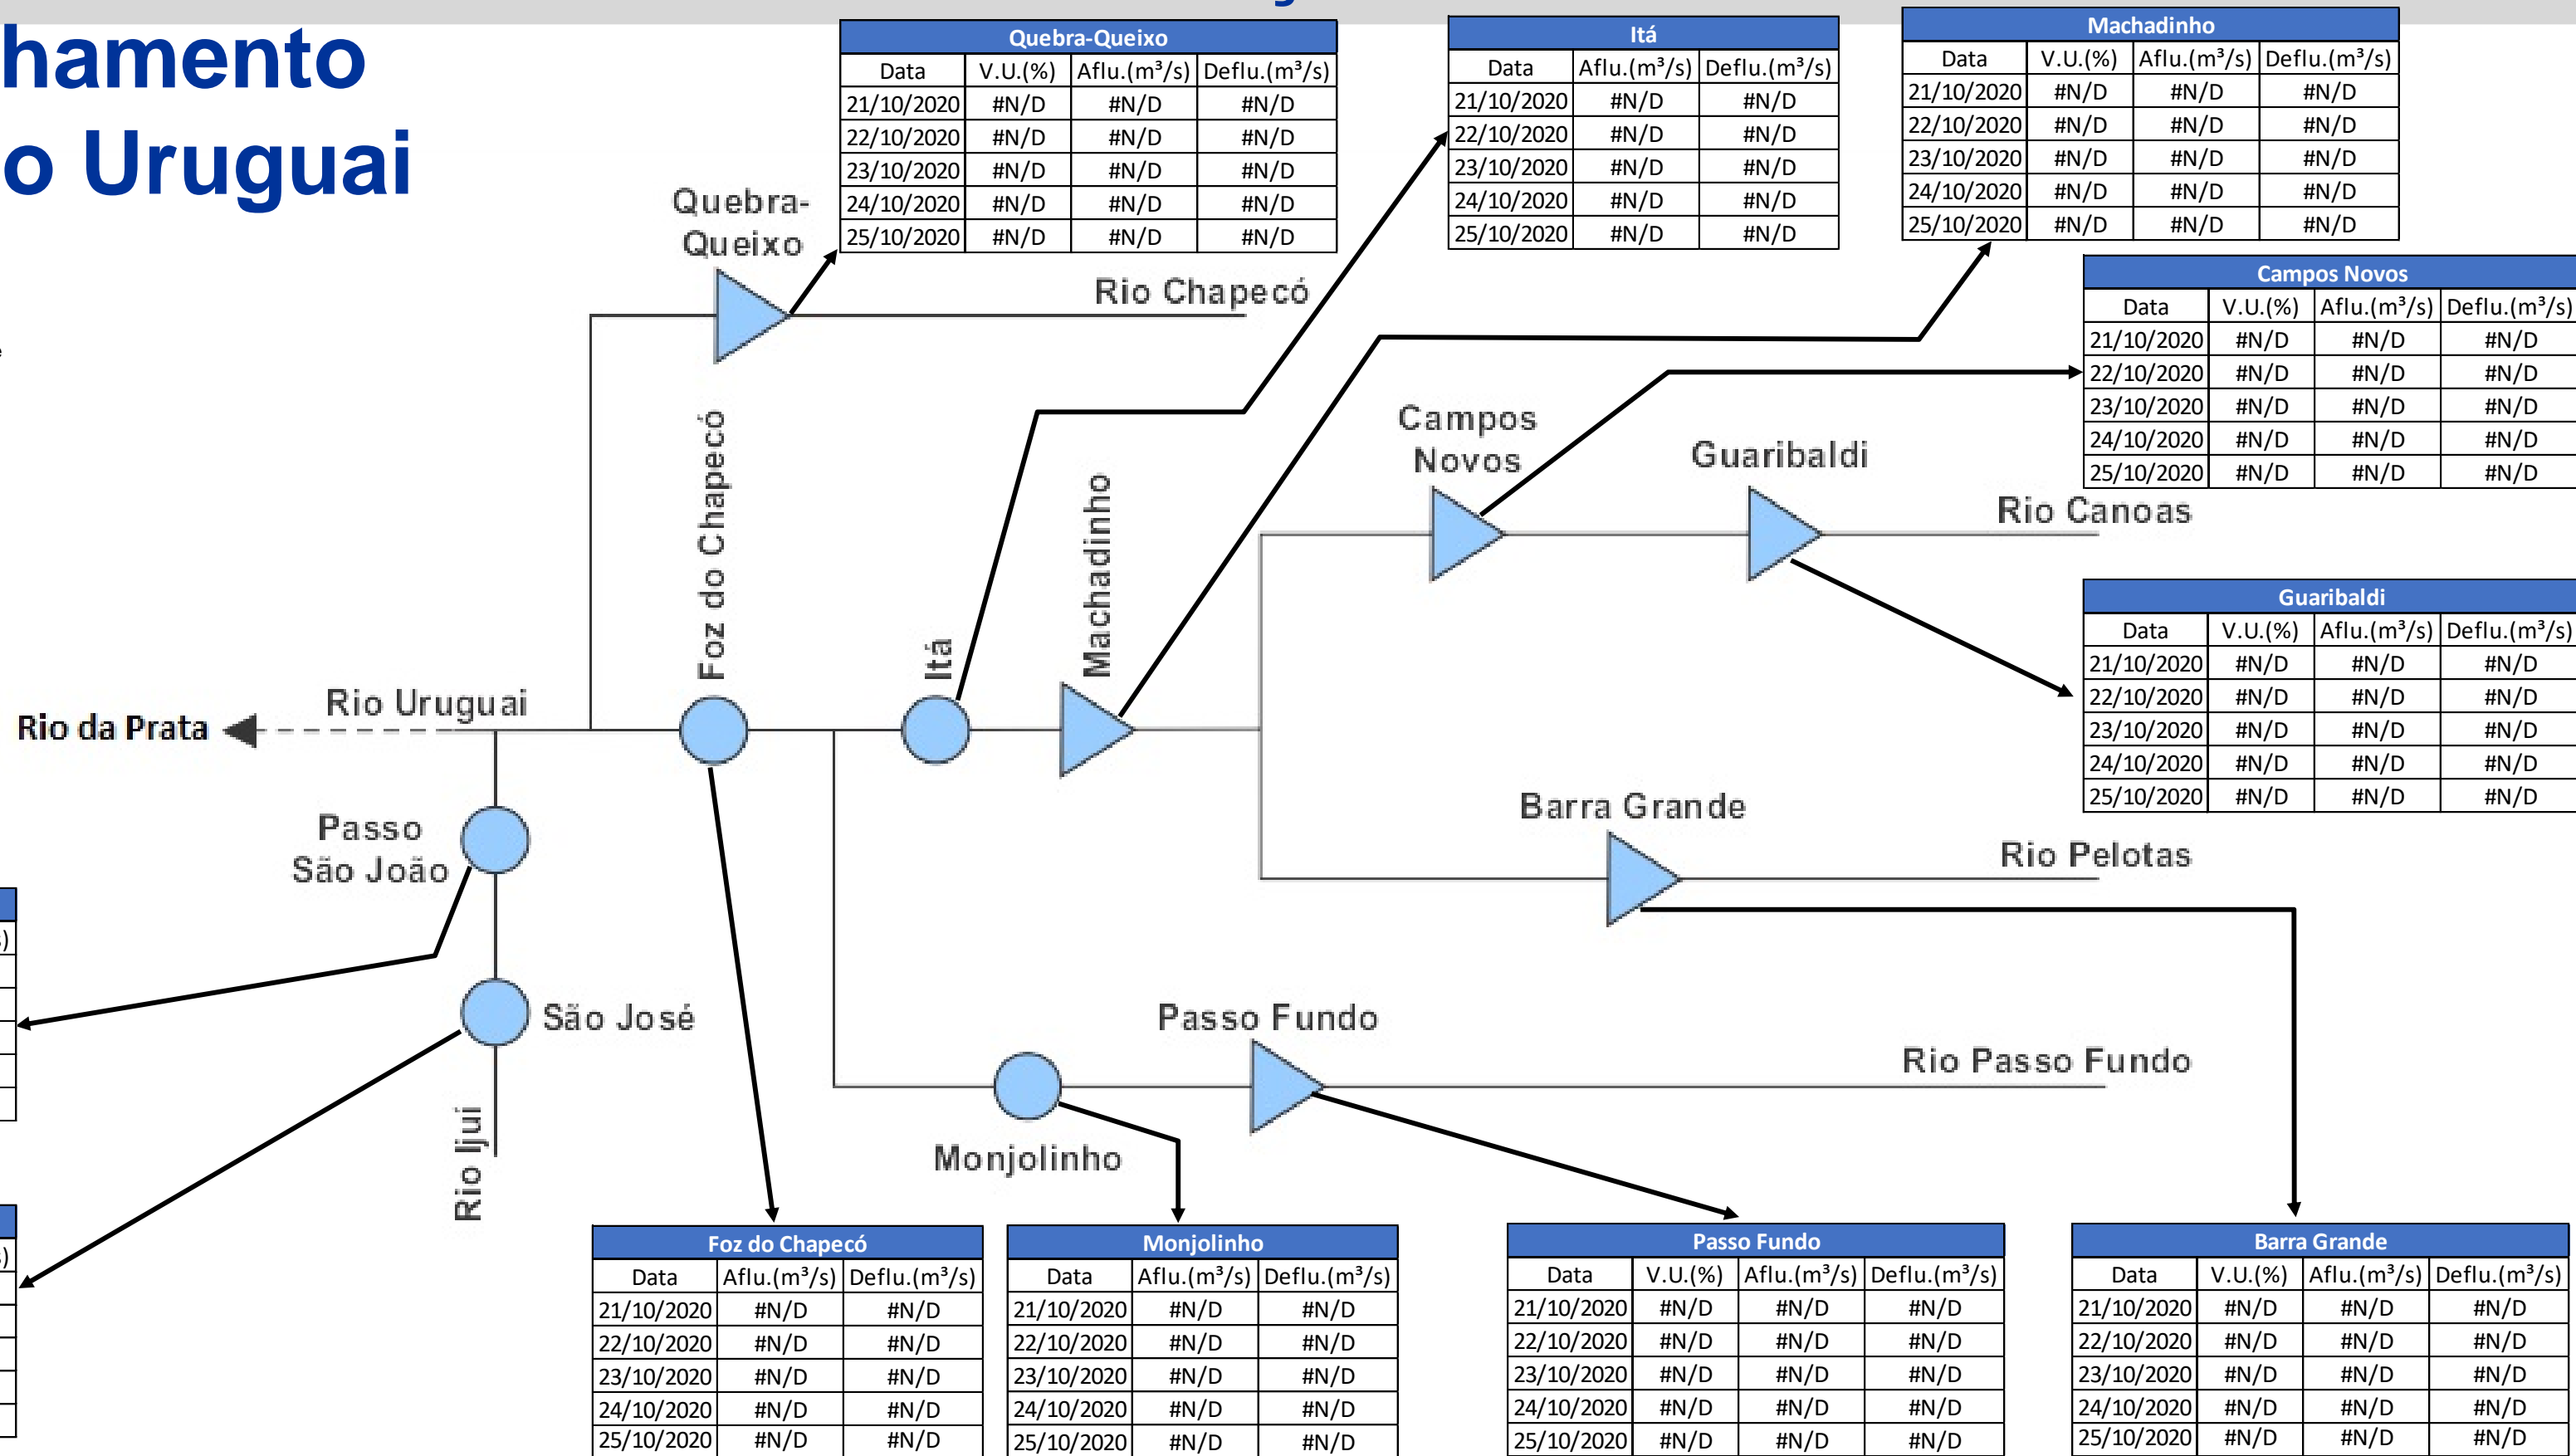 hamento
o Uruguai
Quebra-Queixo
Data V.U.(%) Aflu.(m³/s) Deflu.(m³/s)
21/10/2020 #N/D #N/D #N/D
22/10/2020 #N/D #N/D #N/D
23/10/2020 #N/D #N/D #N/D
24/10/2020 #N/D #N/D #N/D
25/10/2020 #N/D #N/D #N/D
Itá
Data Aflu.(m³/s) Deflu.(m³/s)
21/10/2020 #N/D #N/D
22/10/2020 #N/D #N/D
23/10/2020 #N/D #N/D
24/10/2020 #N/D #N/D
25/10/2020 #N/D #N/D
Machadinho
Data V.U.(%) Aflu.(m³/s) Deflu.(m³/s)
21/10/2020 #N/D #N/D #N/D
22/10/2020 #N/D #N/D #N/D
23/10/2020 #N/D #N/D #N/D
24/10/2020 #N/D #N/D #N/D
25/10/2020 #N/D #N/D #N/D
Campos Novos
Data V.U.(%) Aflu.(m³/s) Deflu.(m³/s)
21/10/2020 #N/D #N/D #N/D
22/10/2020 #N/D #N/D #N/D
23/10/2020 #N/D #N/D #N/D
24/10/2020 #N/D #N/D #N/D
25/10/2020 #N/D #N/D #N/D
Quebra-
Queixo
Rio Chapecó
Foz do Chapecó
Itá
Machadinho
Campos
Novos
Guaribaldi
Rio Canoas
Guaribaldi
Data V.U.(%) Aflu.(m³/s) Deflu.(m³/s)
21/10/2020 #N/D #N/D #N/D
22/10/2020 #N/D #N/D #N/D
23/10/2020 #N/D #N/D #N/D
24/10/2020 #N/D #N/D #N/D
25/10/2020 #N/D #N/D #N/D
Rio Uruguai
Rio da Prata
Passo
São João
Barra Grande
Rio Pelotas
São José
Passo Fundo
Rio Passo Fundo
Monjolinho
Rio Ijui
Foz do Chapecó
Data Aflu.(m³/s) Deflu.(m³/s)
21/10/2020 #N/D #N/D
22/10/2020 #N/D #N/D
23/10/2020 #N/D #N/D
24/10/2020 #N/D #N/D
25/10/2020 #N/D #N/D
Monjolinho
Data Aflu.(m³/s) Deflu.(m³/s)
21/10/2020 #N/D #N/D
22/10/2020 #N/D #N/D
23/10/2020 #N/D #N/D
24/10/2020 #N/D #N/D
25/10/2020 #N/D #N/D
Passo Fundo
Data V.U.(%) Aflu.(m³/s) Deflu.(m³/s)
21/10/2020 #N/D #N/D #N/D
22/10/2020 #N/D #N/D #N/D
23/10/2020 #N/D #N/D #N/D
24/10/2020 #N/D #N/D #N/D
25/10/2020 #N/D #N/D #N/D
Barra Grande
Data V.U.(%) Aflu.(m³/s) Deflu.(m³/s)
21/10/2020 #N/D #N/D #N/D
22/10/2020 #N/D #N/D #N/D
23/10/2020 #N/D #N/D #N/D
24/10/2020 #N/D #N/D #N/D
25/10/2020 #N/D #N/D #N/D